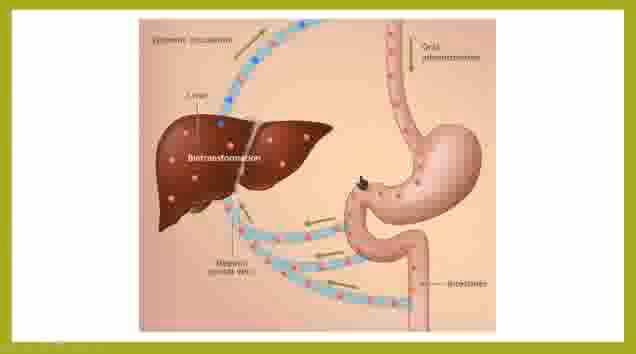 Systemic circulation
Oral
administration
Liver
Biotransformation
Hepatic
portal vein
Intestines